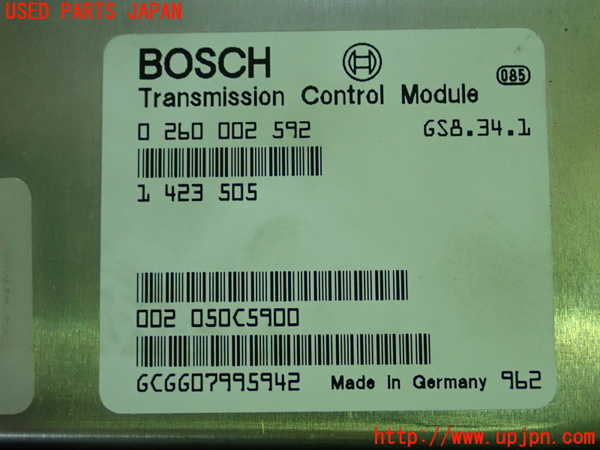 USED PARTS JAPAN
BOSCH
085
Transmission Control Module
0 260 002 592 GS8.34.1
1 423 505
002 050C5900
GCGG07995942 Made in Germany 962
http://www.upjpn.com